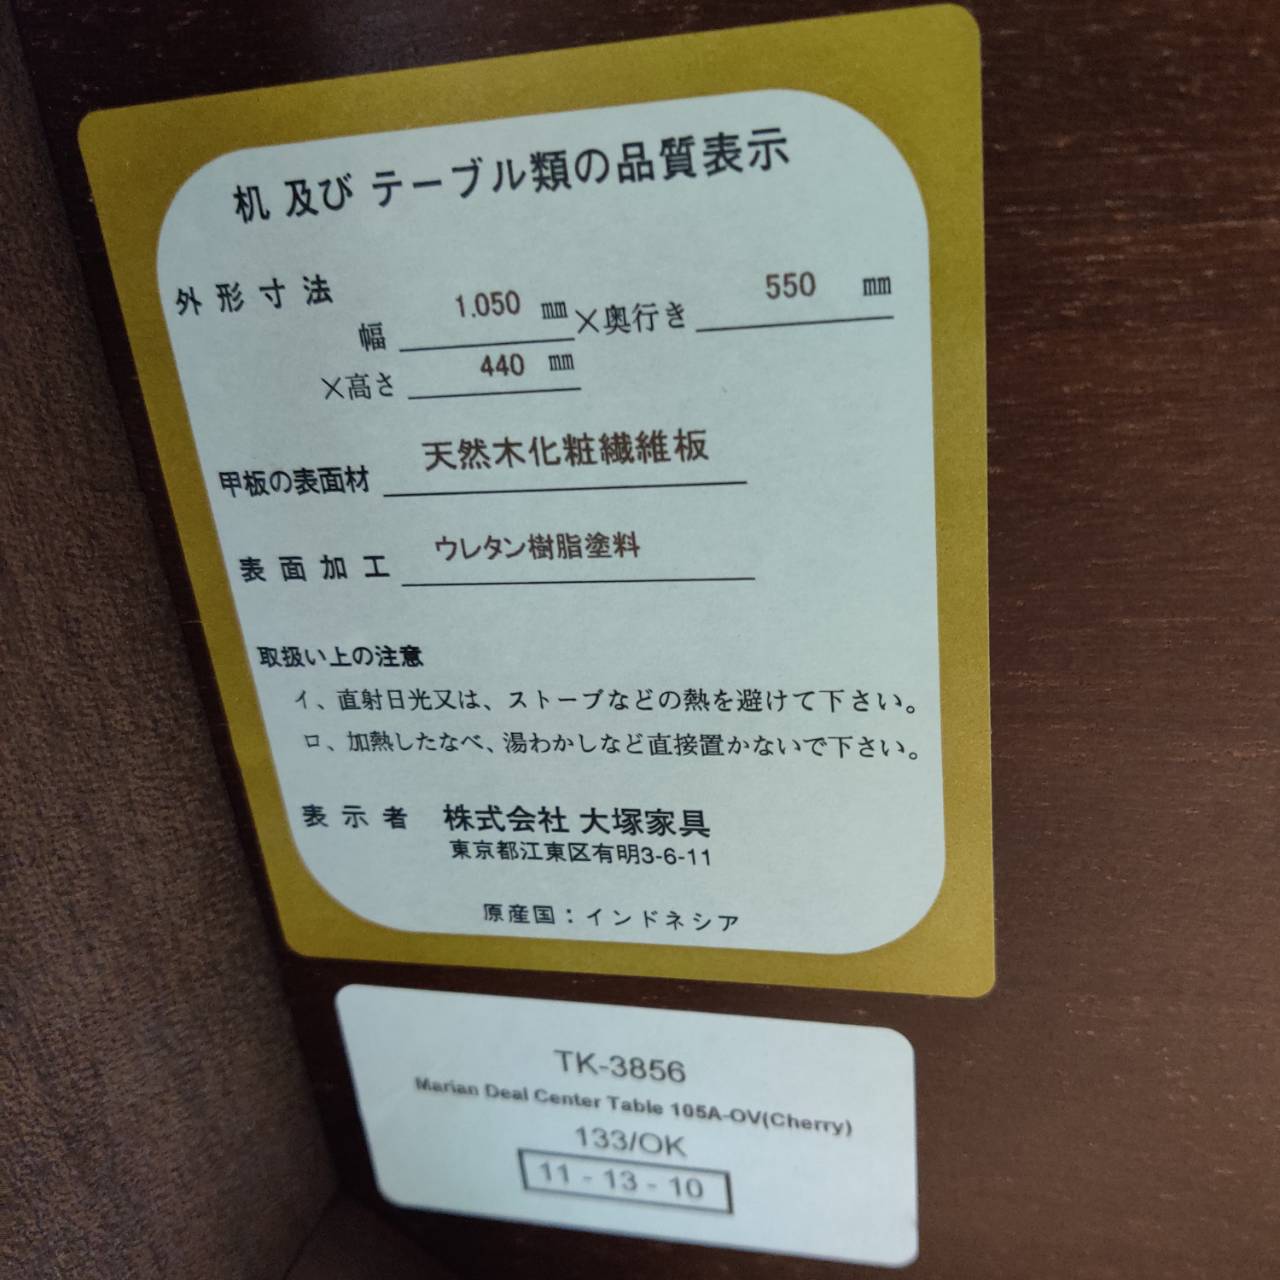 机及びテーブル類の品質表示
外形寸法
幅 1.050 ㎜ ×奥行き 550 ㎜
×高さ 440 ㎜
甲板の表面材 天然木化粧繊維板
表面加工 ウレタン樹脂塗料
取扱い上の注意
イ、直射日光又は、ストーブなどの熱を避けて下さい。
ロ、加熱したなべ、湯わかしなど直接置かないで下さい。
表示者 株式会社 大塚家具
東京都江東区有明3-6-11
原産国：インドネシア
TK-3856
Marian Deal Center Table 105A-OV(Cherry)
133/OK
11 - 13 - 10